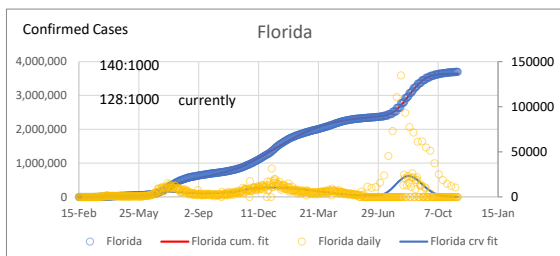 Confirmed Cases
Florida
4,000,000
140:1000
150000
3,000,000
128:1000 currently
100000
2,000,000
1,000,000
50000
0
0
15-Feb 25-May 2-Sep 11-Dec 21-Mar 29-Jun 7-Oct 15-Jan
Florida Florida cum. fit Florida daily Florida crv fit